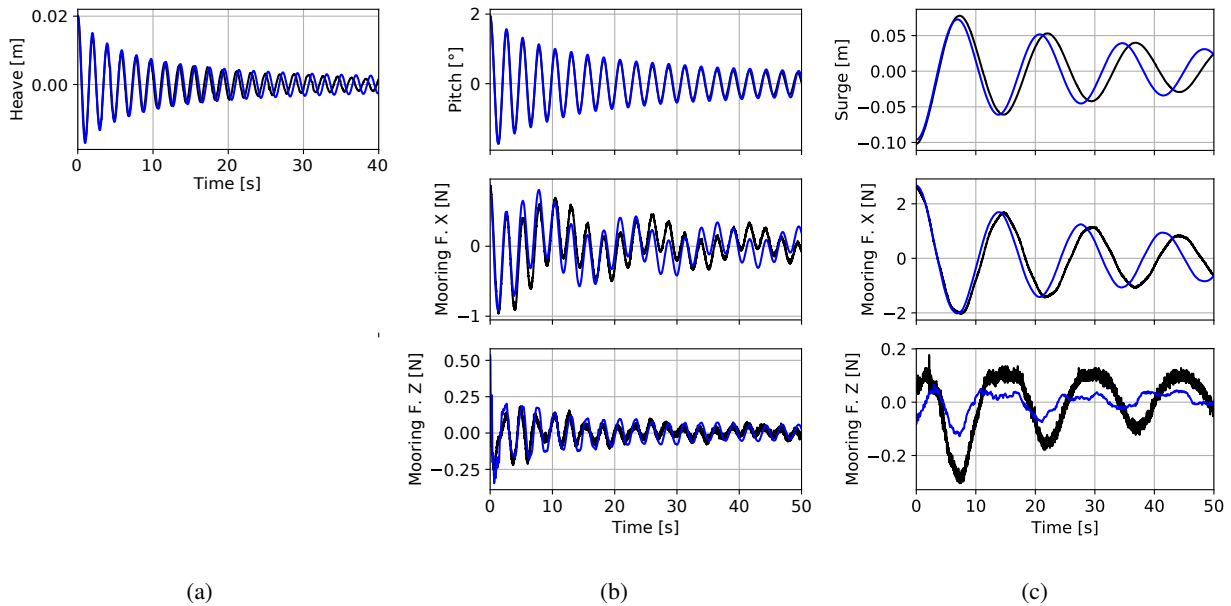 0.02
0.00
Heave [m]
0 10 20 30 40
Time [s]
2
0
Pitch [°]
0
−1
Mooring F. X [N]
0.50
0.25
0.00
−0.25
Mooring F. Z [N]
0 10 20 30 40 50
Time [s]
0.05
0.00
−0.05
−0.10
Surge [m]
2
0
−2
Mooring F. X [N]
0.2
0.0
−0.2
Mooring F. Z [N]
0 10 20 30 40 50
Time [s]
(a) (b) (c)